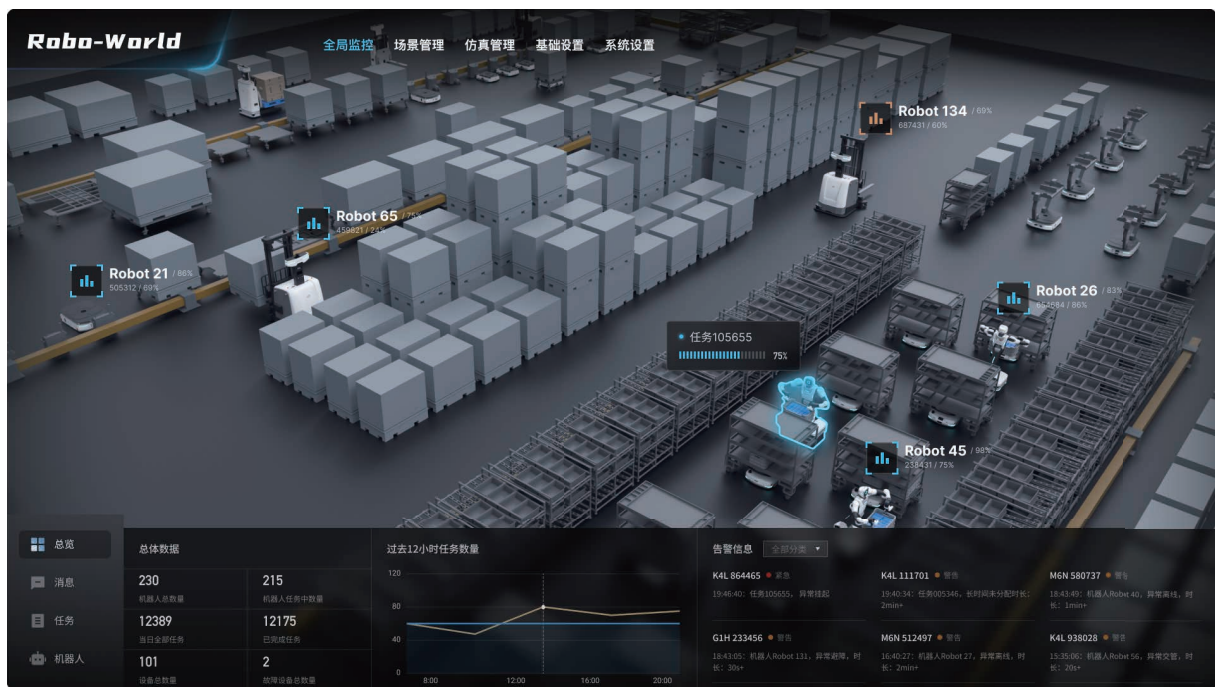 Robo-World
全局监控 场景管理 仿真管理 基础设置 系统设置
Robot 134 / 69%
687431 / 60%
Robot 65 / 75%
459821 / 24%
Robot 21 / 86%
505312 / 69%
Robot 26 / 83%
654684 / 86%
任务105655
75%
Robot 45 / 98%
238431 / 75%
总览
消息
任务
机器人
总体数据
230
机器人总数量
215
机器人任务中数量
12389
当日全部任务
12175
已完成任务
101
设备总数量
2
故障设备总数量
过去12小时任务数量
120
80
40
0
8:00 12:00 16:00 20:00
告警信息 全部分类
K4L 864465 紧急
19:46:40: 任务105655, 异常挂起
K4L 111701 警告
19:40:34: 任务005346, 长时间未分配时长:
2min+
M6N 580737 警告
18:43:49: 机器人Robot 40, 异常离线, 时
长: 1min+
G1H 233456 警告
18:43:05: 机器人Robot 131, 异常避障, 时
长: 30s+
M6N 512497 警告
16:40:27: 机器人Robot 27, 异常离线, 时
长: 2min+
K4L 938028 警告
15:35:06: 机器人Robot 56, 异常交管, 时
长: 20s+